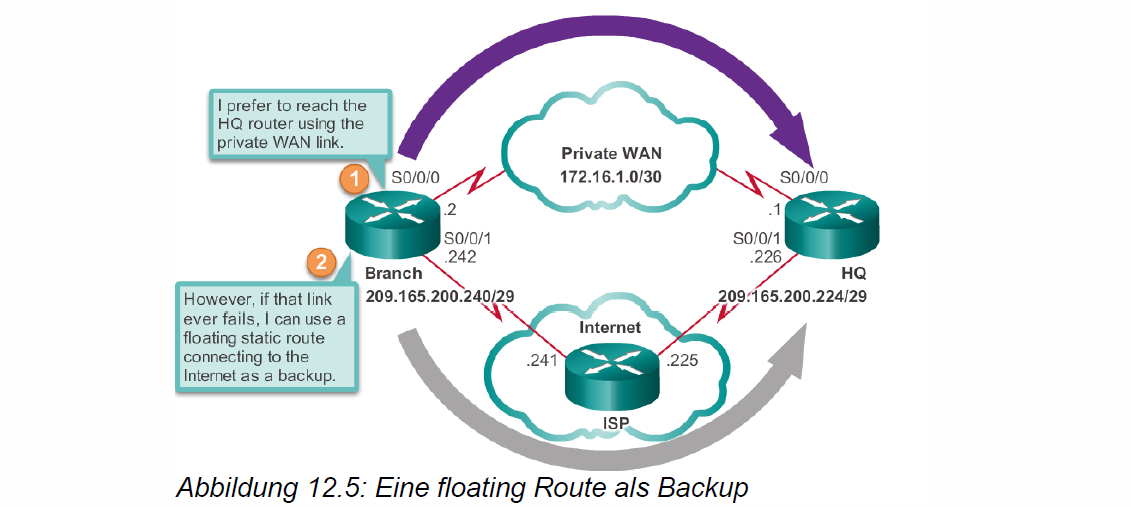 I prefer to reach the
HQ router using the
private WAN link.
1
S0/0/0
Private WAN
172.16.1.0/30
S0/0/0
.2
.1
S0/0/1
.242
S0/0/1
.226
2
Branch
HQ
209.165.200.240/29
209.165.200.224/29
However, if that link
ever fails, I can use a
floating static route
connecting to the
Internet as a backup.
Internet
.241
.225
ISP
Abbildung 12.5: Eine floating Route als Backup